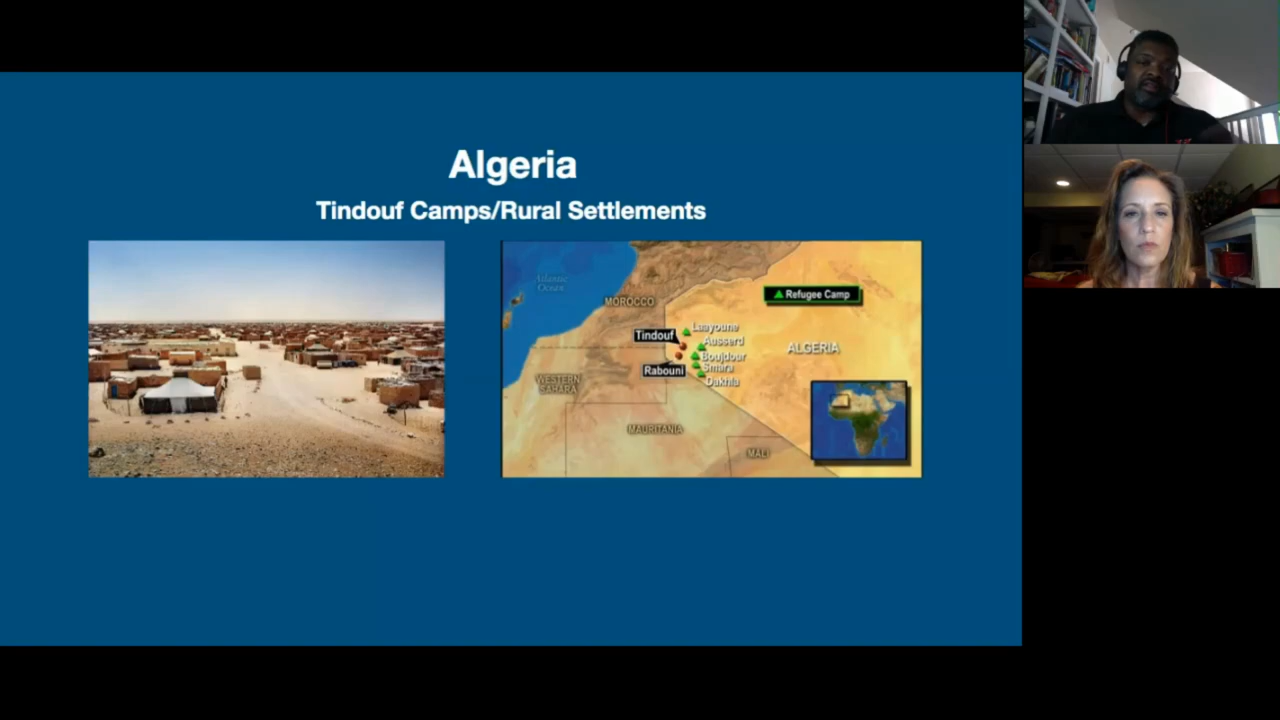 Algeria
Tindouf Camps/Rural Settlements
Atlantic
Ocean
MOROCCO
Refugee Camp
Tindouf
Laayoune
Ausserd
ALGERIA
Boujdour
Smara
Rabouni
Dakhla
WESTERN
SAHARA
MAURITANIA
MALI